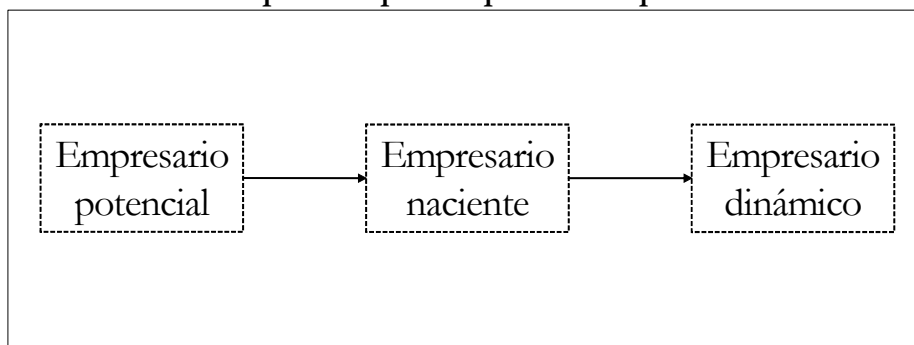 Empresario
potencial
Empresario
naciente
Empresario
dinámico